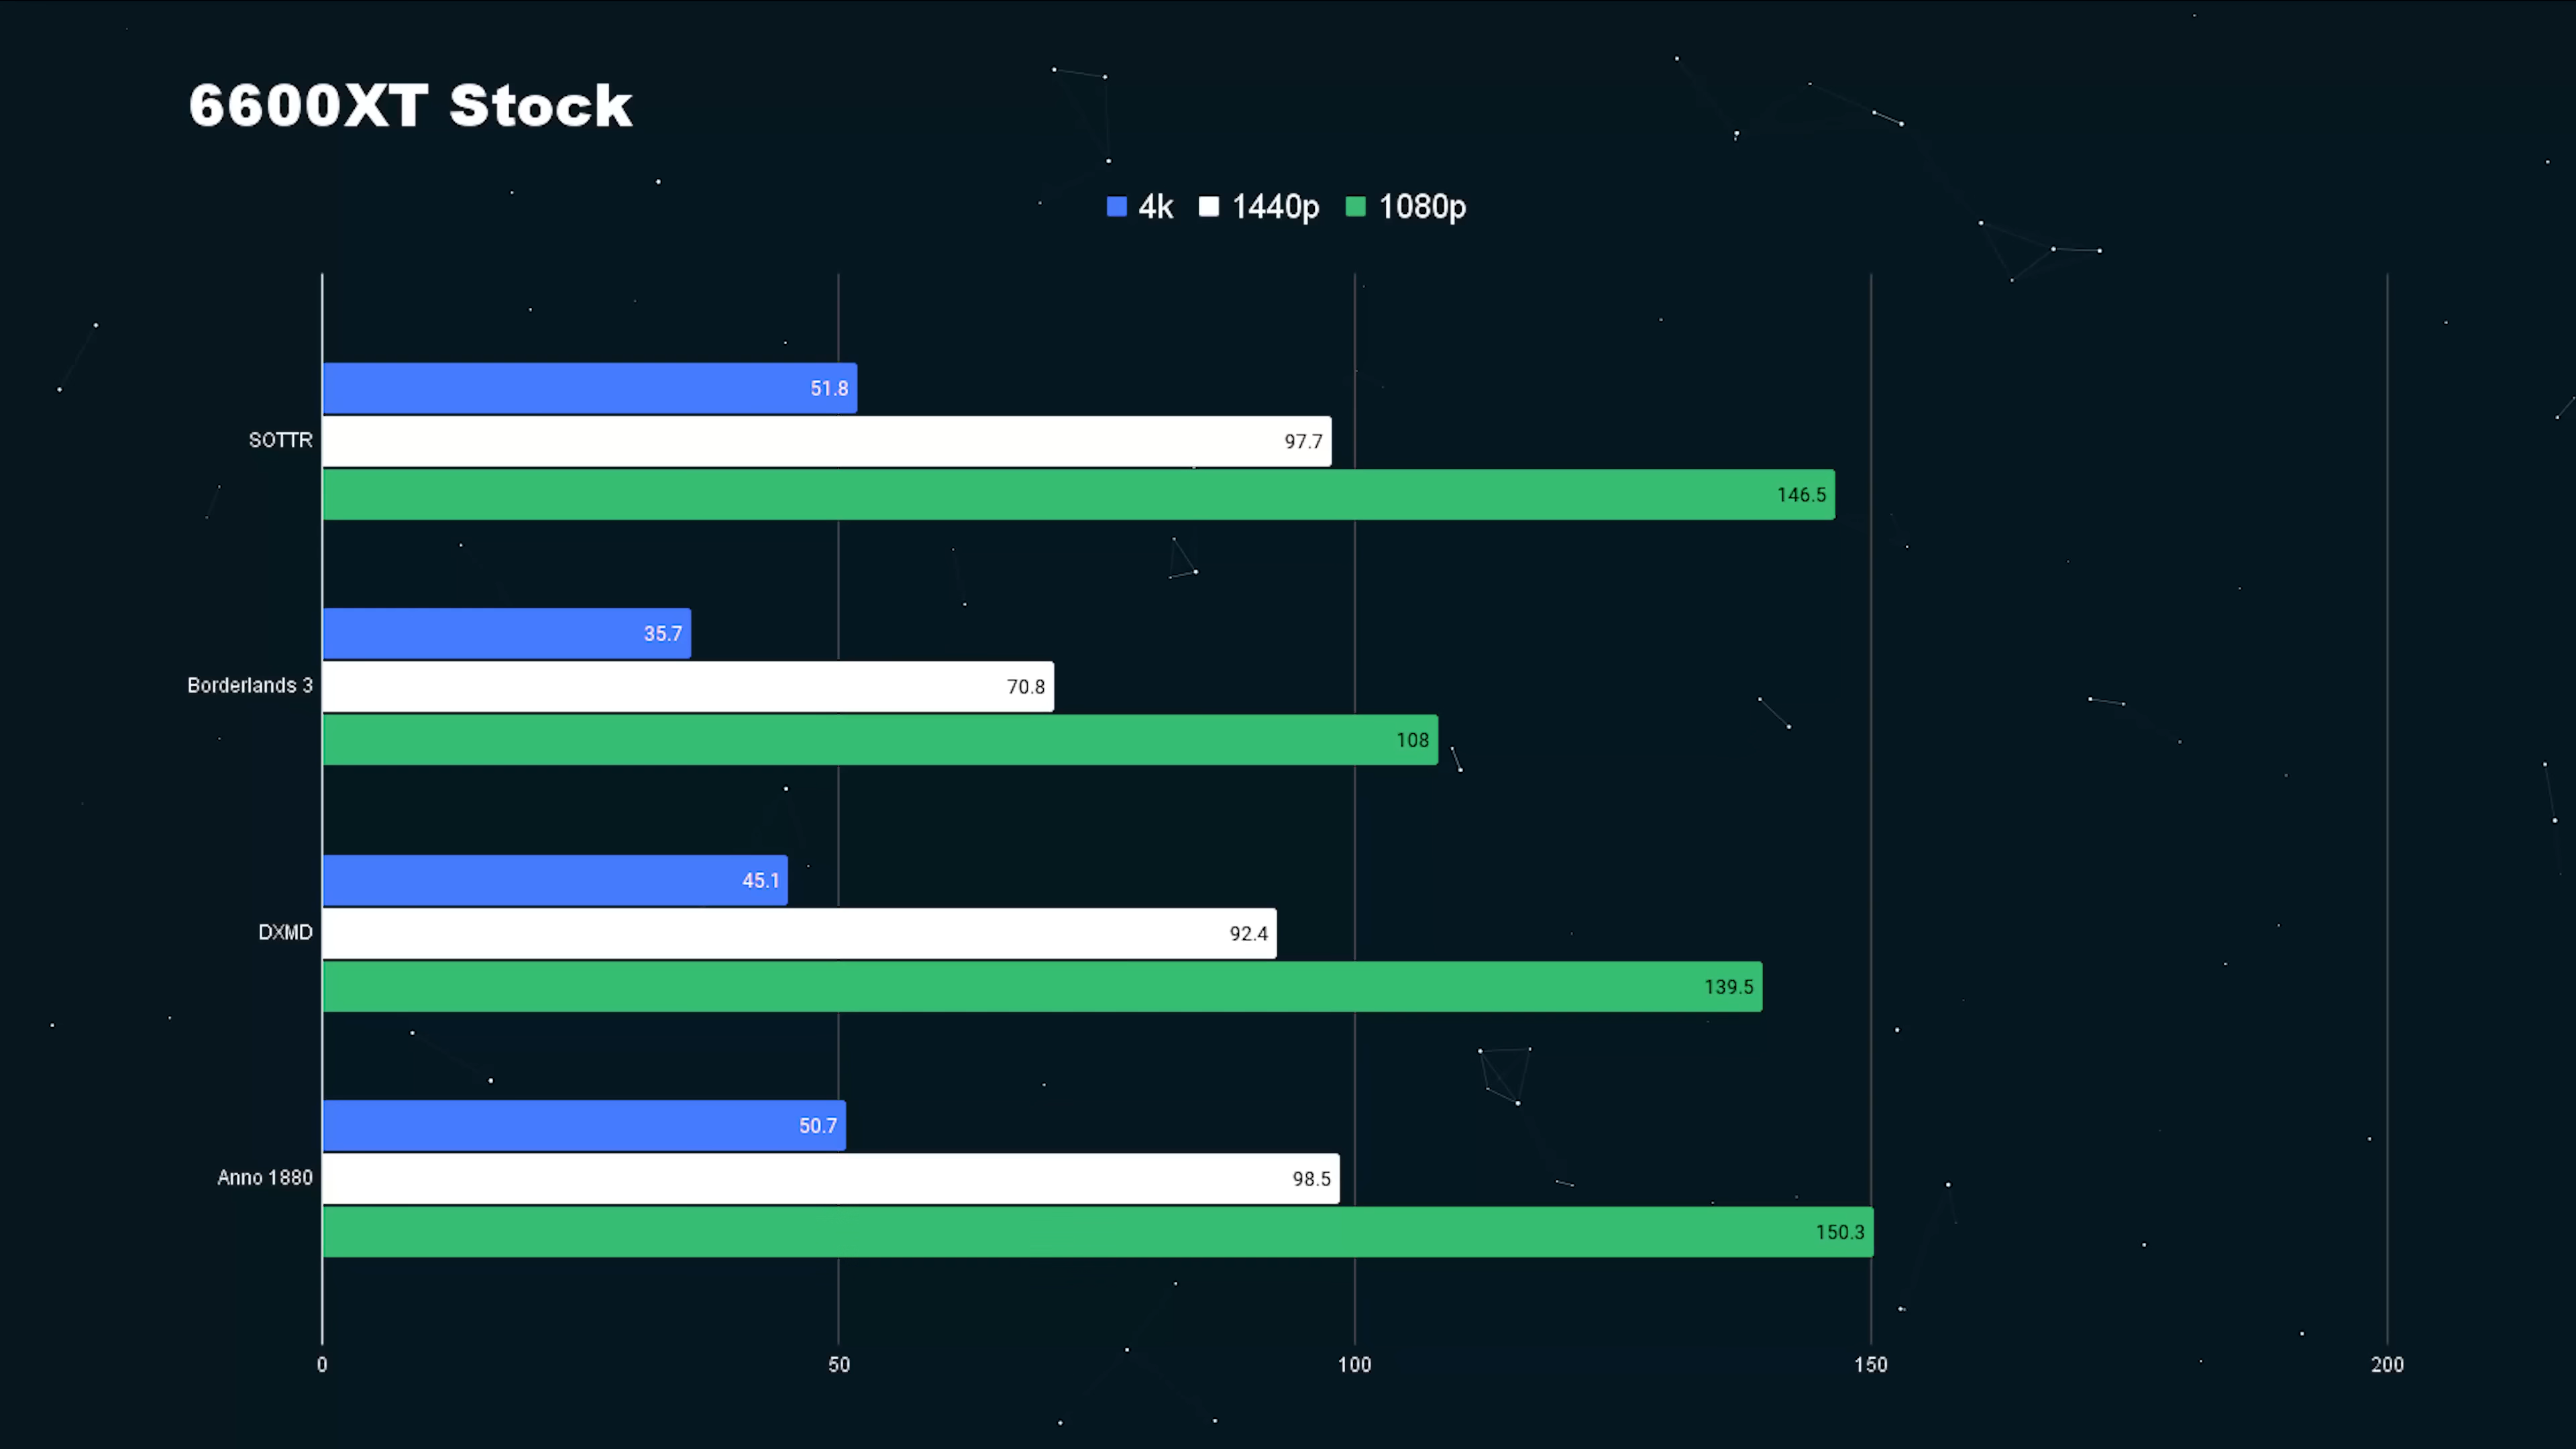 6600XT Stock
4k 1440p 1080p
51.8
SOTTR
97.7
146.5
35.7
Borderlands 3
70.8
108
45.1
DXMD
92.4
139.5
50.7
Anno 1880
98.5
150.3
0 50 100 150 200